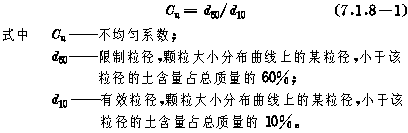 Cu = d60/d10 (7.1.8-1)
式中 Cu——不均匀系数;
d60——限制粒径,颗粒大小分布曲线上的某粒径,小于该
粒径的土含量占总质量的 60%;
d10——有效粒径,颗粒大小分布曲线上的某粒径,小于该
粒径的土含量占总质量的 10%。